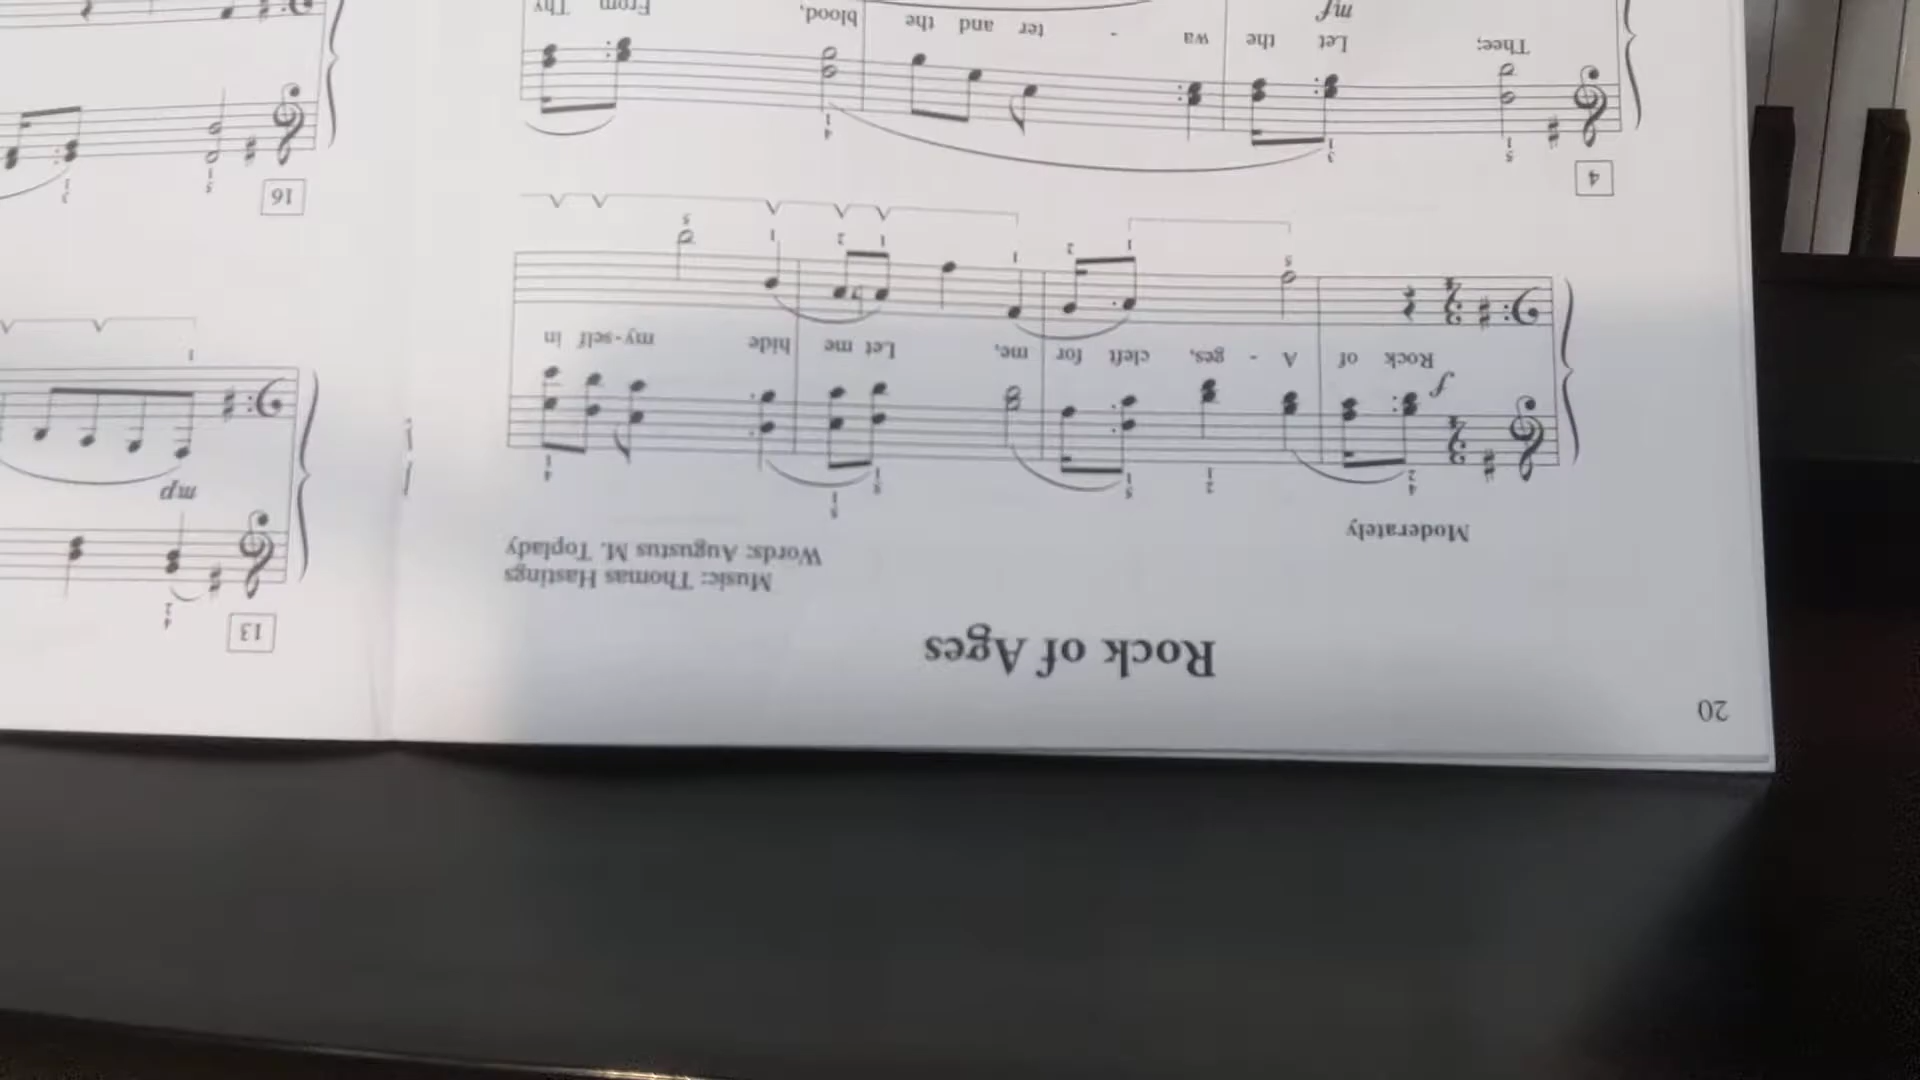 20
Rock of Ages
Music: Thomas Hastings
Words: Augustus M. Toplady
Moderately
f
Rock of A - ges, cleft for me, Let me hide my-self in
4
Thee; Let the wa - ter and the blood, From Thy
mf
13
mp
16